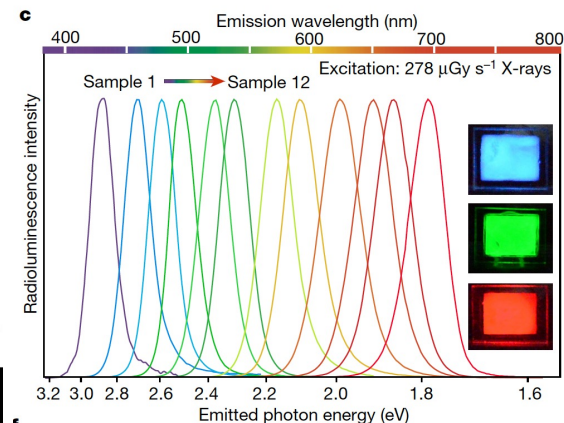 c
Emission wavelength (nm)
400 500 600 700 800
Excitation: 278 μGy s⁻¹ X-rays
Sample 1 Sample 12
Radioluminescence intensity
3.2 3.0 2.8 2.6 2.4 2.2 2.0 1.8 1.6
Emitted photon energy (eV)